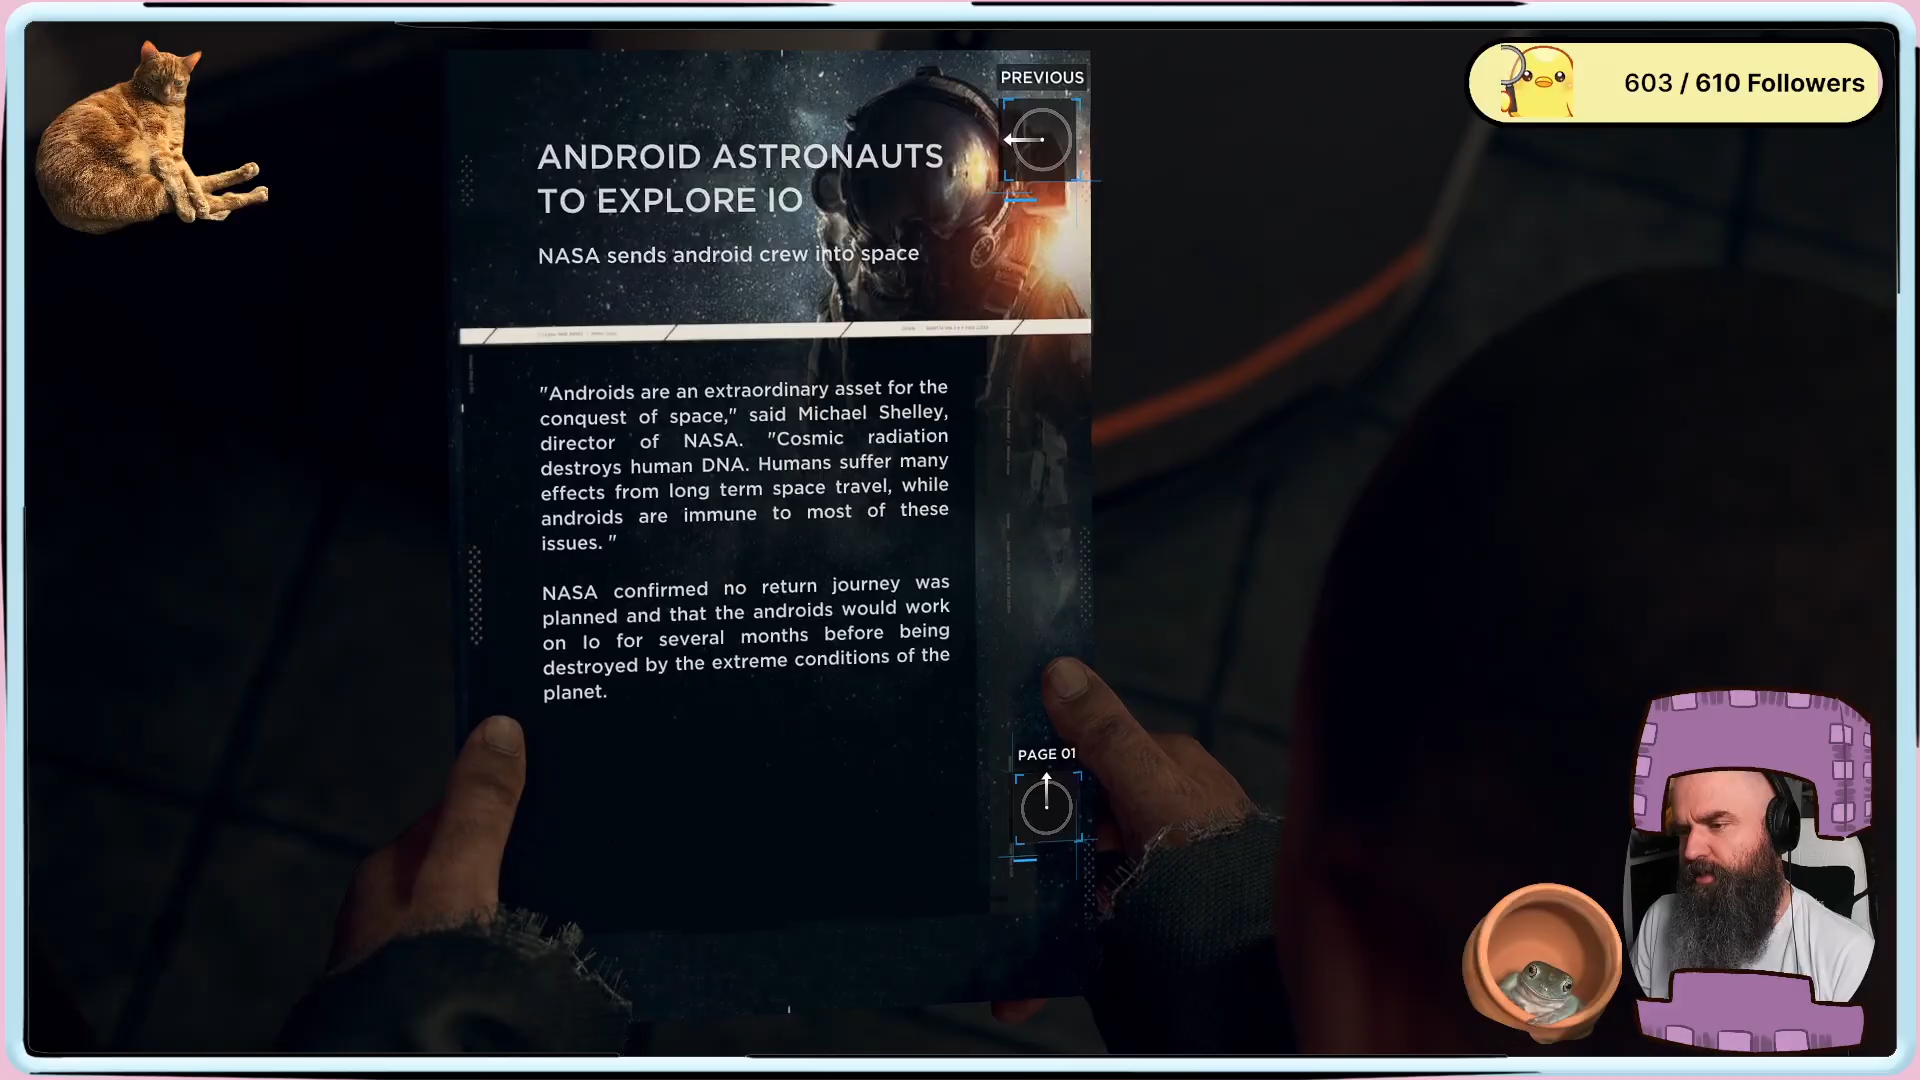 603 / 610 Followers
PREVIOUS
ANDROID ASTRONAUTS
TO EXPLORE IO
NASA sends android crew into space
"Androids are an extraordinary asset for the
conquest of space," said Michael Shelley,
director of NASA. "Cosmic radiation
destroys human DNA. Humans suffer many
effects from long term space travel, while
androids are immune to most of these
issues. "
NASA confirmed no return journey was
planned and that the androids would work
on Io for several months before being
destroyed by the extreme conditions of the
planet.
PAGE 01